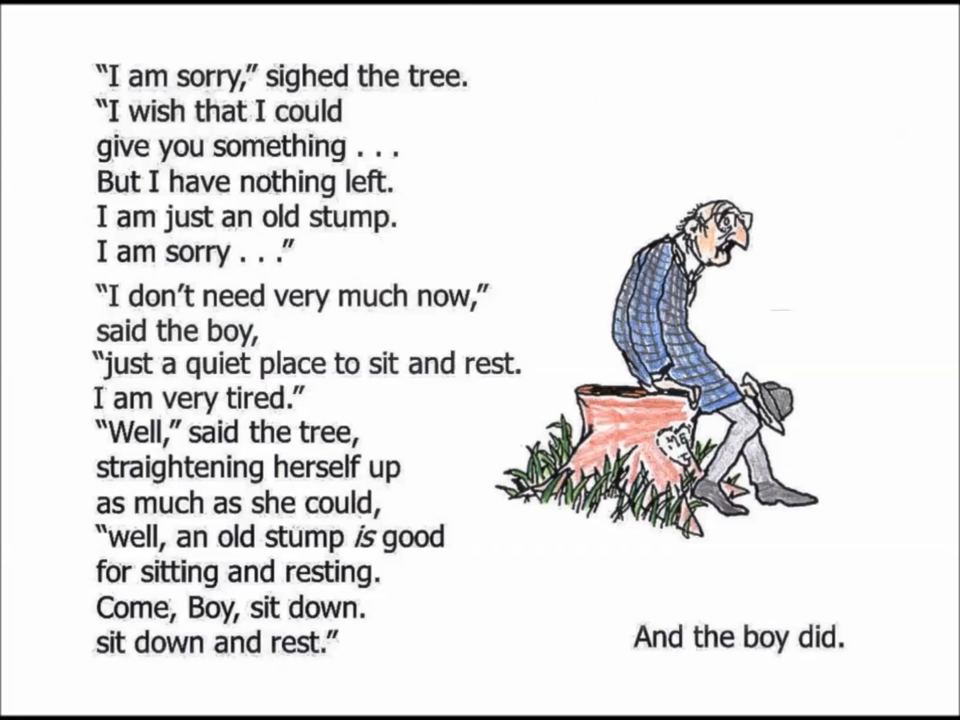 “I am sorry,” sighed the tree.
“I wish that I could
give you something . . .
But I have nothing left.
I am just an old stump.
I am sorry . . .”
“I don’t need very much now,”
said the boy,
“just a quiet place to sit and rest.
I am very tired.”
“Well,” said the tree,
straightening herself up
as much as she could,
“well, an old stump is good
for sitting and resting.
Come, Boy, sit down.
sit down and rest.”
ME
And the boy did.